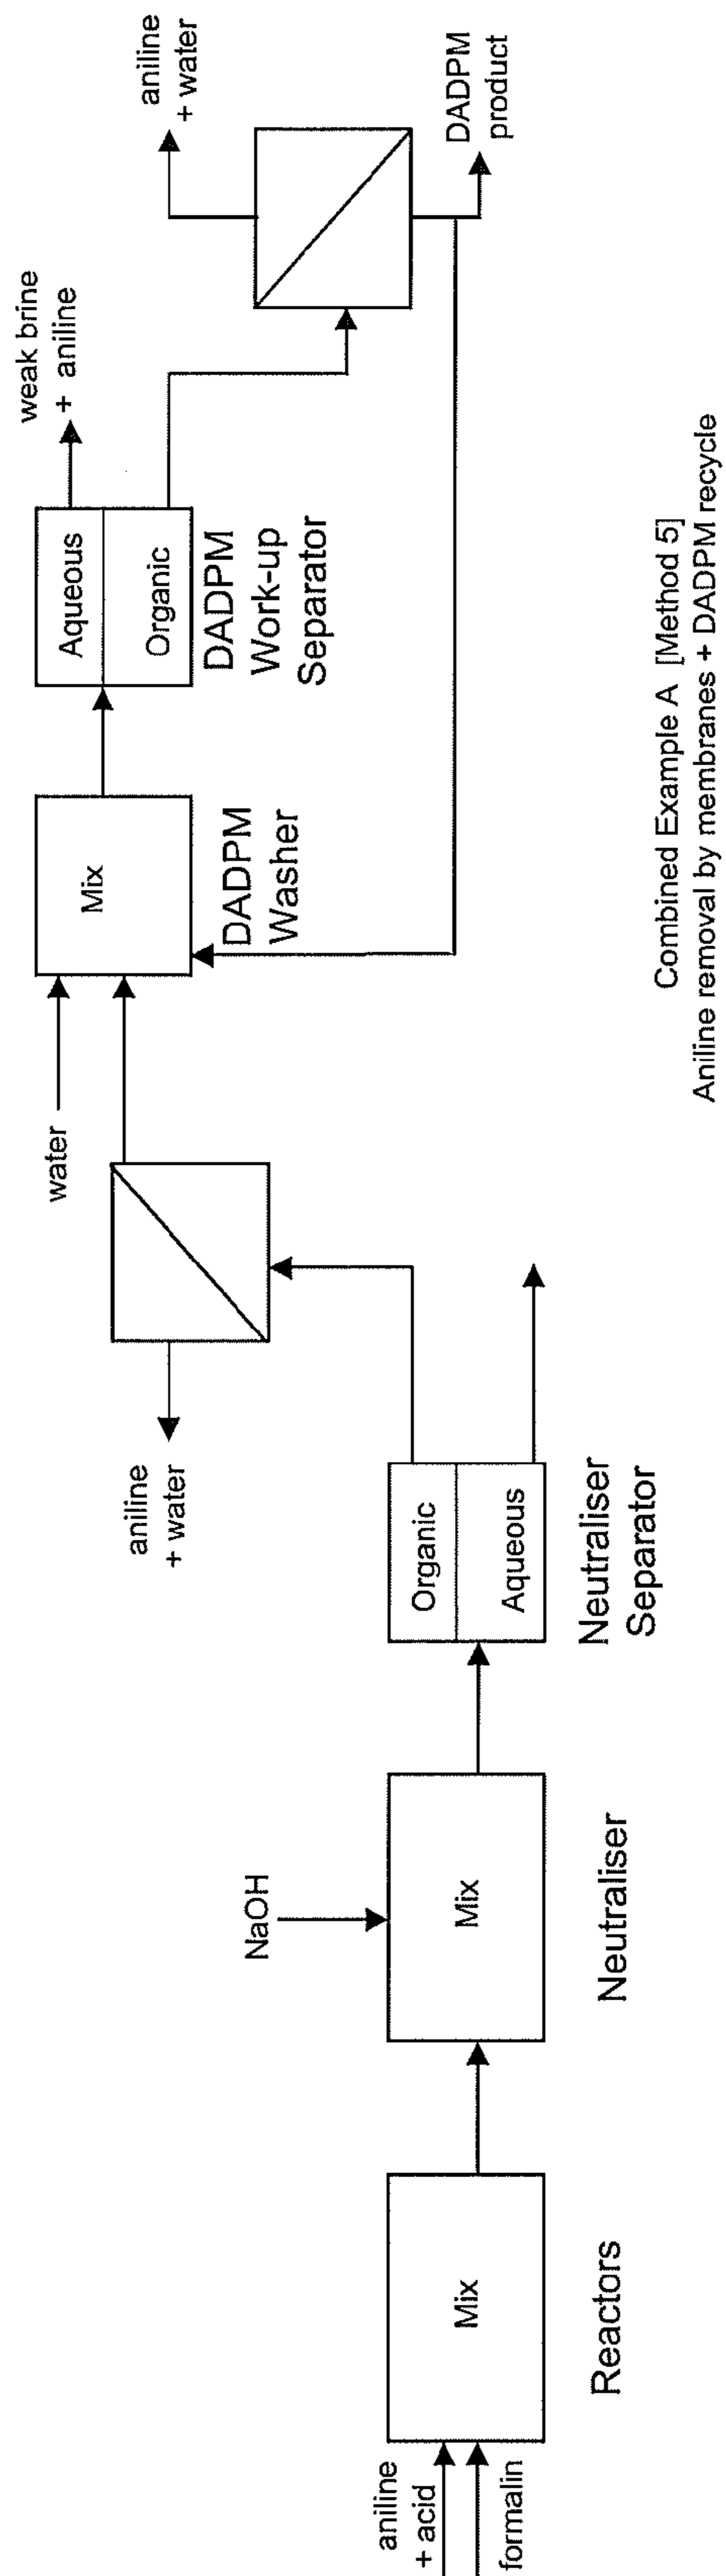 aniline
+ acid
formalin
Mix
Reactors
NaOH
Mix
Neutraliser
Organic
Aqueous
Neutraliser
Separator
aniline
+ water
water
Mix
DADPM
Washer
Aqueous
Organic
DADPM
Work-up
Separator
weak brine
+ aniline
aniline
+ water
DADPM
product
Combined Example A [Method 5]
Aniline removal by membranes + DADPM recycle